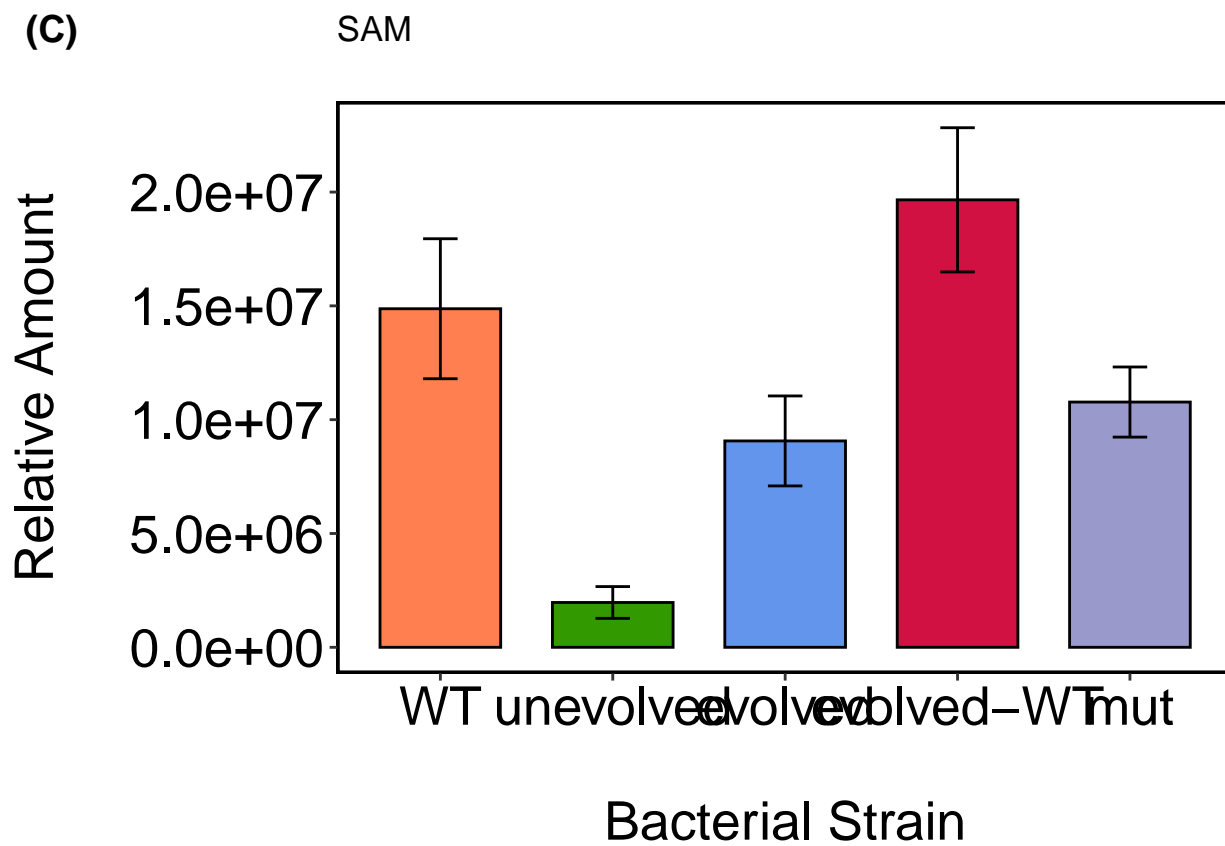 (C) SAM
Relative Amount
2.0e+07
1.5e+07
1.0e+07
5.0e+06
0.0e+00
WT unevolved evolved evolved−WT mut
Bacterial Strain